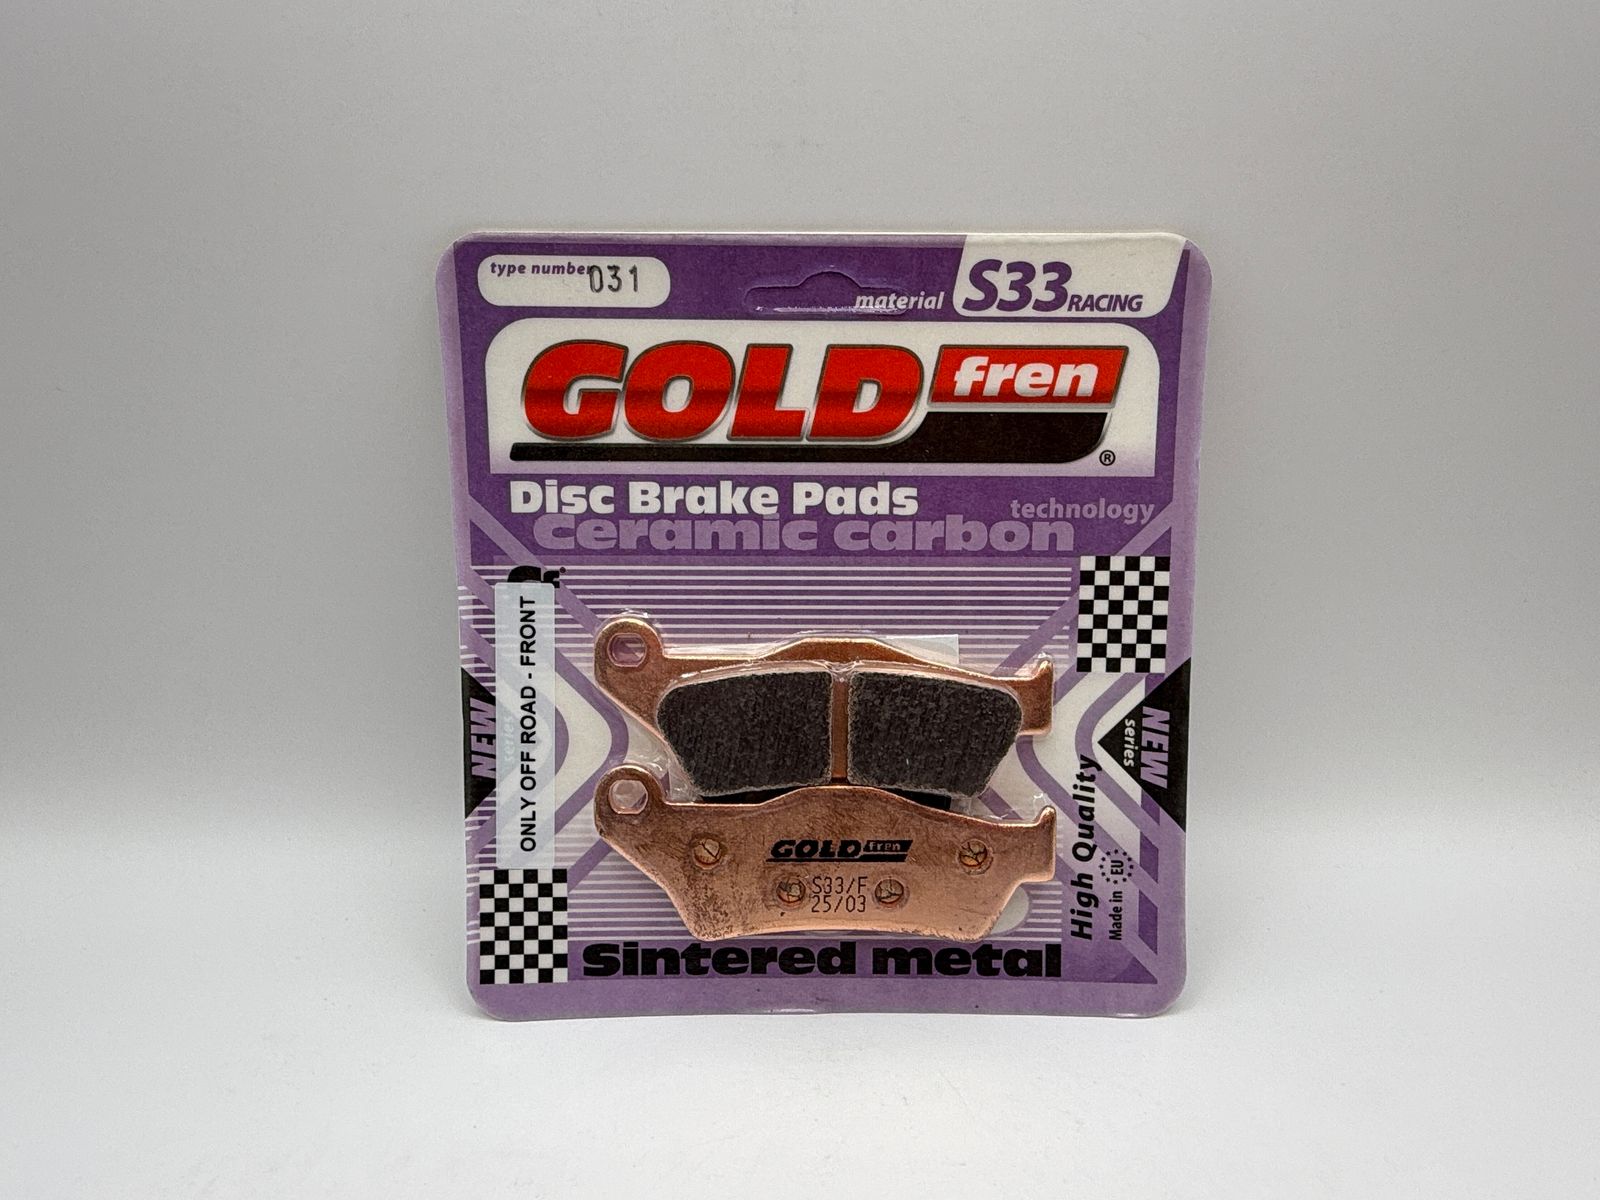 type number 031
material S33 RACING
GOLD fren ®
Disc Brake Pads
technology
Ceramic carbon
ONLY OFF ROAD - FRONT
NEW
series
NEW
series
High Quality
Made in EU
GOLD fren
S33/F
25/03
Sintered metal